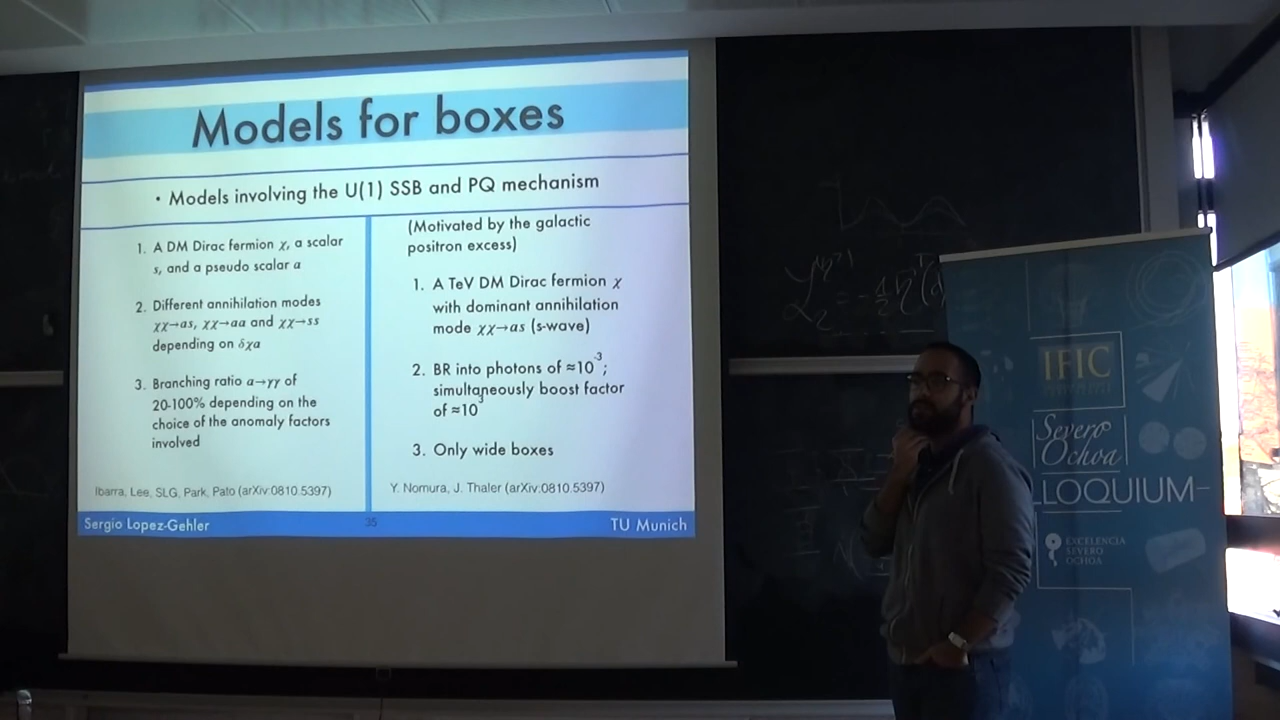 Models for boxes
• Models involving the U(1) SSB and PQ mechanism
1. A DM Dirac fermion χ, a scalar
s, and a pseudo scalar a
2. Different annihilation modes
χχ→as, χχ→aa and χχ→ss
depending on δχa
3. Branching ratio a→γγ of
20-100% depending on the
choice of the anomaly factors
involved
Ibarra, Lee, SLG, Park, Pato (arXiv:0810.5397)
(Motivated by the galactic
positron excess)
1. A TeV DM Dirac fermion χ
with dominant annihilation
mode χχ→as (s-wave)
2. BR into photons of ≈10⁻³;
simultaneously boost factor
of ≈10³
3. Only wide boxes
Y. Nomura, J. Thaler (arXiv:0810.5397)
Sergio Lopez-Gehler
35
TU Munich
IFIC
Severo
Ochoa
LLOQUIUM
EXCELENCIA
SEVERO
OCHOA